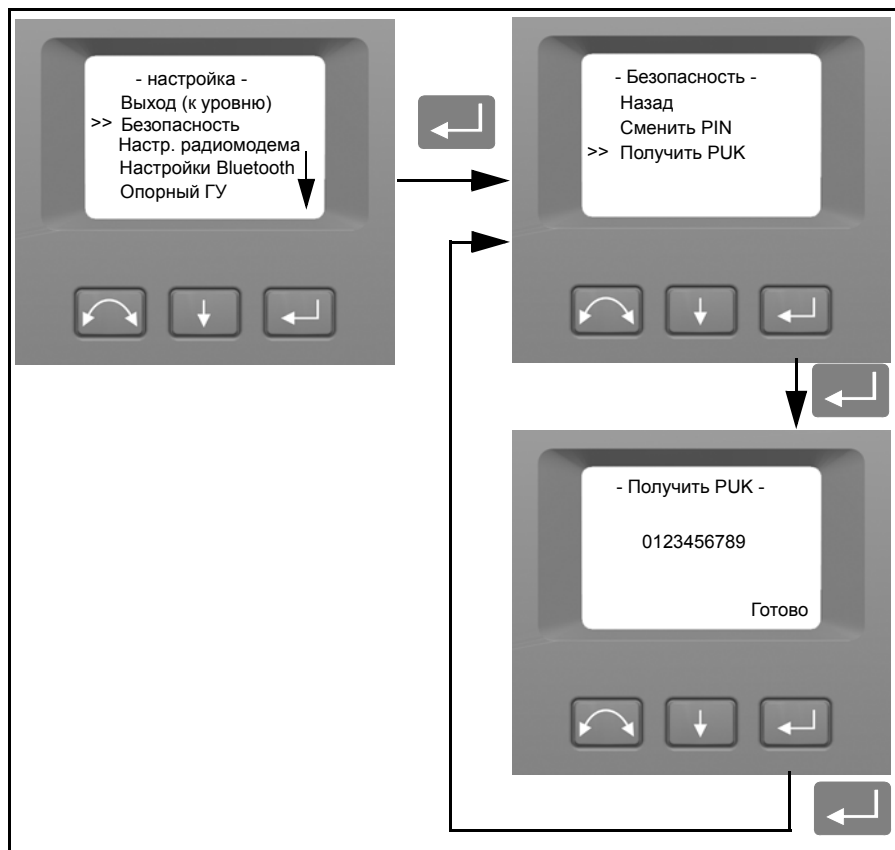 - настройка -
Выход (к уровню)
>> Безопасность
Настр. радиомодема
Настройки Bluetooth
Опорный ГУ
- Безопасность -
Назад
Сменить PIN
>> Получить PUK
- Получить PUK -
0123456789
Готово